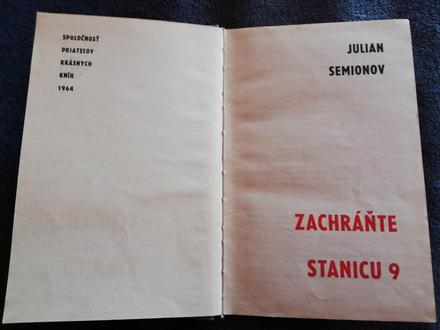 SPOLOČNOSŤ
PRIATEĽOV
KRÁSNYCH
KNÍH
1964
JULIAN
SEMIONOV
ZACHRÁŇTE
STANICU 9